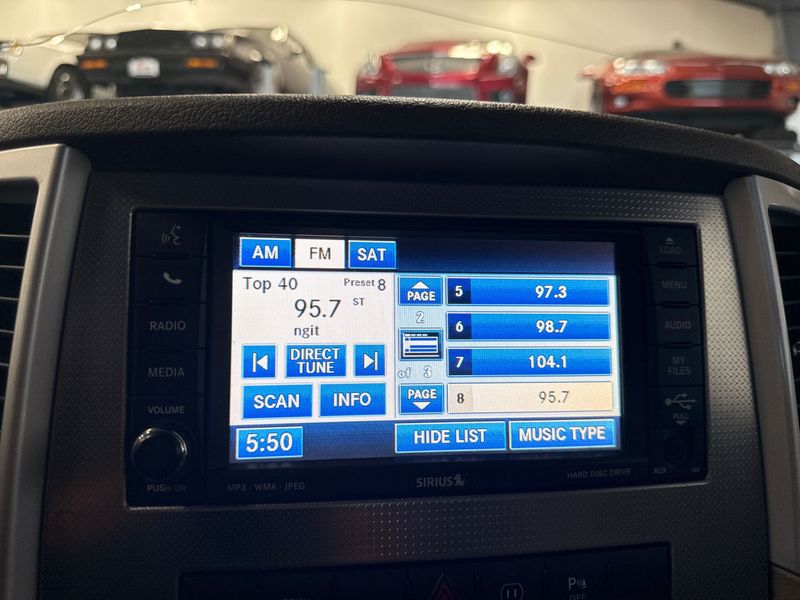 AM FM SAT
Top 40 Preset 8
95.7 ST
ngit
DIRECT TUNE
SCAN INFO
5:50
PAGE
2
of 3
PAGE
5 97.3
6 98.7
7 104.1
8 95.7
HIDE LIST MUSIC TYPE
RADIO
MEDIA
VOLUME
PUSH ON
MP3 - WMA - JPEG
SIRIUS
HARD DISC DRIVE
LOAD
MENU
AUDIO
MY FILES
PULL
AUX
P
OFF